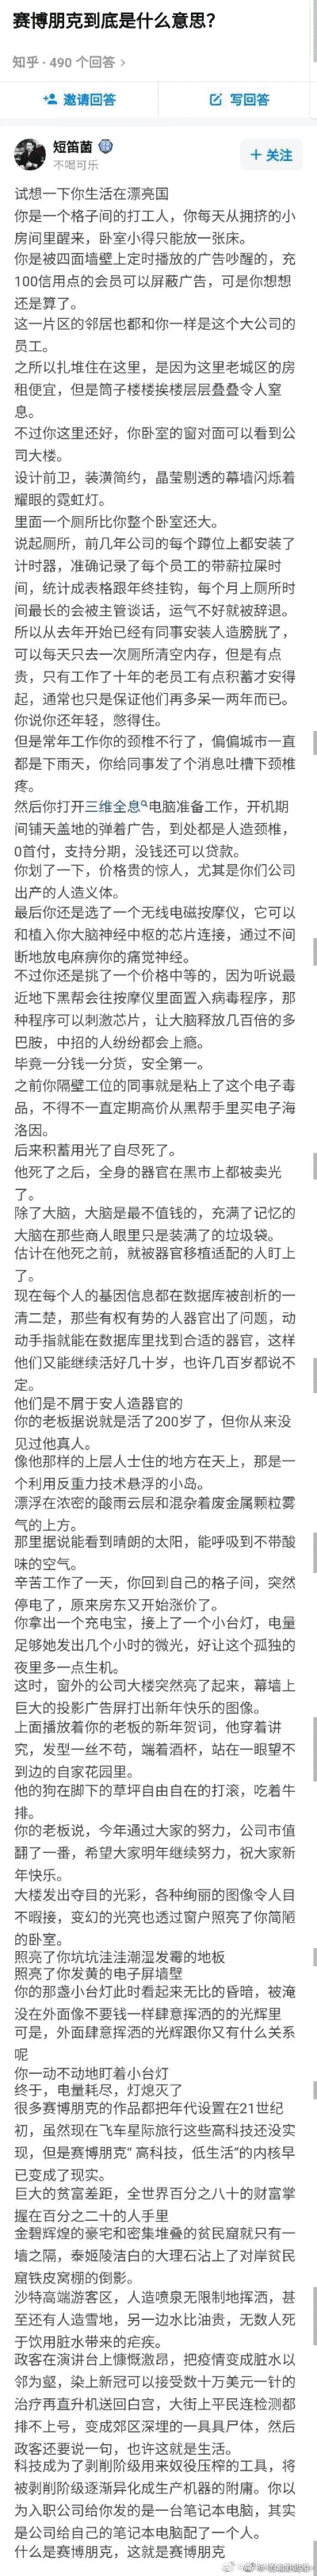 赛博朋克到底是什么意思？
知乎 · 490 个回答 ›
邀请回答
写回答
短笛菌
不喝可乐
+ 关注
试想一下你生活在漂亮国
你是一个格子间的打工人，你每天从拥挤的小
房间里醒来，卧室小得只能放一张床。
你是被四面墙壁上定时播放的广告吵醒的，充
100信用点的会员可以屏蔽广告，可是你想想
还是算了。
这一片区的邻居也都和你一样是这个大公司的
员工。
之所以扎堆住在这里，是因为这里老城区的房
租便宜，但是筒子楼楼挨楼层层叠叠令人窒
息。
不过你这里还好，你卧室的窗对面可以看到公
司大楼。
设计前卫，装潢简约，晶莹剔透的幕墙闪烁着
耀眼的霓虹灯。
里面一个厕所比你整个卧室还大。
说起厕所，前几年公司的每个蹲位上都安装了
计时器，准确记录了每个员工的带薪拉屎时
间，统计成表格跟年终挂钩，每个月上厕所时
间最长的会被主管谈话，运气不好就被辞退。
所以从去年开始已经有同事安装人造膀胱了，
可以每天只去一次厕所清空内存，但是有点
贵，只有工作了十年的老员工有点积蓄才安得
起，通常也只是保证他们再多呆一两年而已。
你说你还年轻，憋得住。
但是常年工作你的颈椎不行了，偏偏城市一直
都是下雨天，你给同事发了个消息吐槽下颈椎
疼。
然后你打开三维全息电脑准备工作，开机期
间铺天盖地的弹着广告，到处都是人造颈椎，
0首付，支持分期，没钱还可以贷款。
你划了一下，价格贵的惊人，尤其是你们公司
出产的人造义体。
最后你还是选了一个无线电磁按摩仪，它可以
和植入你大脑神经中枢的芯片连接，通过不间
断地放电麻痹你的痛觉神经。
不过你还是挑了一个价格中等的，因为听说最
近地下黑帮会往按摩仪里面置入病毒程序，那
种程序可以刺激芯片，让大脑释放几百倍的多
巴胺，中招的人纷纷都会上瘾。
毕竟一分钱一分货，安全第一。
之前你隔壁工位的同事就是粘上了这个电子毒
品，不得不一直定期高价从黑帮手里买电子海
洛因。
后来积蓄用光了自尽死了。
他死了之后，全身的器官在黑市上都被卖光
了。
除了大脑，大脑是最不值钱的，充满了记忆的
大脑在那些商人眼里只是装满了的垃圾袋。
估计在他死之前，就被器官移植适配的人盯上
了。
现在每个人的基因信息都在数据库被剖析的一
清二楚，那些有权有势的人器官出了问题，动
动手指就能在数据库里找到合适的器官，这样
他们又能继续活好几十岁，也许几百岁都说不
定。
他们是不屑于安人造器官的
你的老板据说就是活了200岁了，但你从来没
见过他真人。
像他那样的上层人士住的地方在天上，那是一
个利用反重力技术悬浮的小岛。
漂浮在浓密的酸雨云层和混杂着废金属颗粒雾
气的上方。
那里据说能看到晴朗的太阳，能呼吸到不带酸
味的空气。
辛苦工作了一天，你回到自己的格子间，突然
停电了，原来房东又开始涨价了。
你拿出一个充电宝，接上了一个小台灯，电量
足够她发出几个小时的微光，好让这个孤独的
夜里多一点生机。
这时，窗外的公司大楼突然亮了起来，幕墙上
巨大的投影广告屏打出新年快乐的图像。
上面播放着你的老板的新年贺词，他穿着讲
究，发型一丝不苟，端着酒杯，站在一眼望不
到边的自家花园里。
他的狗在脚下的草坪自由自在的打滚，吃着牛
排。
你的老板说，今年通过大家的努力，公司市值
翻了一番，希望大家明年继续努力，祝大家新
年快乐。
大楼发出夺目的光彩，各种绚丽的图像令人目
不暇接，变幻的光亮也透过窗户照亮了你简陋
的卧室。
照亮了你坑坑洼洼潮湿发霉的地板
照亮了你发黄的电子屏墙壁
你的那盏小台灯此时看起来无比的昏暗，被淹
没在外面像不要钱一样肆意挥洒的的光辉里
可是，外面肆意挥洒的光辉跟你又有什么关系
呢
你一动不动地盯着小台灯
终于，电量耗尽，灯熄灭了
很多赛博朋克的作品都把年代设置在21世纪
初，虽然现在飞车星际旅行这些高科技还没实
现，但是赛博朋克“ 高科技，低生活”的内核早
已变成了现实。
巨大的贫富差距，全世界百分之八十的财富掌
握在百分之二十的人手里
金碧辉煌的豪宅和密集堆叠的贫民窟就只有一
墙之隔，泰姬陵洁白的大理石沾上了对岸贫民
窟铁皮窝棚的倒影。
沙特高端游客区，人造喷泉无限制地挥洒，甚
至还有人造雪地，另一边水比油贵，无数人死
于饮用脏水带来的疟疾。
政客在演讲台上慷慨激昂，把疫情变成脏水以
邻为壑，染上新冠可以接受数十万美元一针的
治疗再直升机送回白宫，大街上平民连检测都
排不上号，变成郊区深埋的一具具尸体，然后
政客还要说一句，也许这就是生活。
科技成为了剥削阶级用来奴役压榨的工具，将
被剥削阶级逐渐异化成生产机器的附庸。你以
为入职公司给你发的是一台笔记本电脑，其实
是公司给自己的笔记本电脑配了一个人。
什么是赛博朋克，这就是赛博朋克